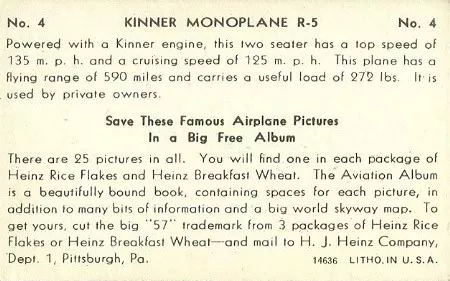 No. 4 KINNER MONOPLANE R-5 No. 4
Powered with a Kinner engine, this two seater has a top speed of
135 m. p. h. and a cruising speed of 125 m. p. h. This plane has a
flying range of 590 miles and carries a useful load of 272 lbs. It is
used by private owners.
Save These Famous Airplane Pictures
In a Big Free Album
There are 25 pictures in all. You will find one in each package of
Heinz Rice Flakes and Heinz Breakfast Wheat. The Aviation Album
is a beautifully bound book, containing spaces for each picture, in
addition to many bits of information and a big world skyway map. To
get yours, cut the big "57" trademark from 3 packages of Heinz Rice
Flakes or Heinz Breakfast Wheat—and mail to H. J. Heinz Company,
Dept. 1, Pittsburgh, Pa. 14636 LITHO. IN U. S. A.